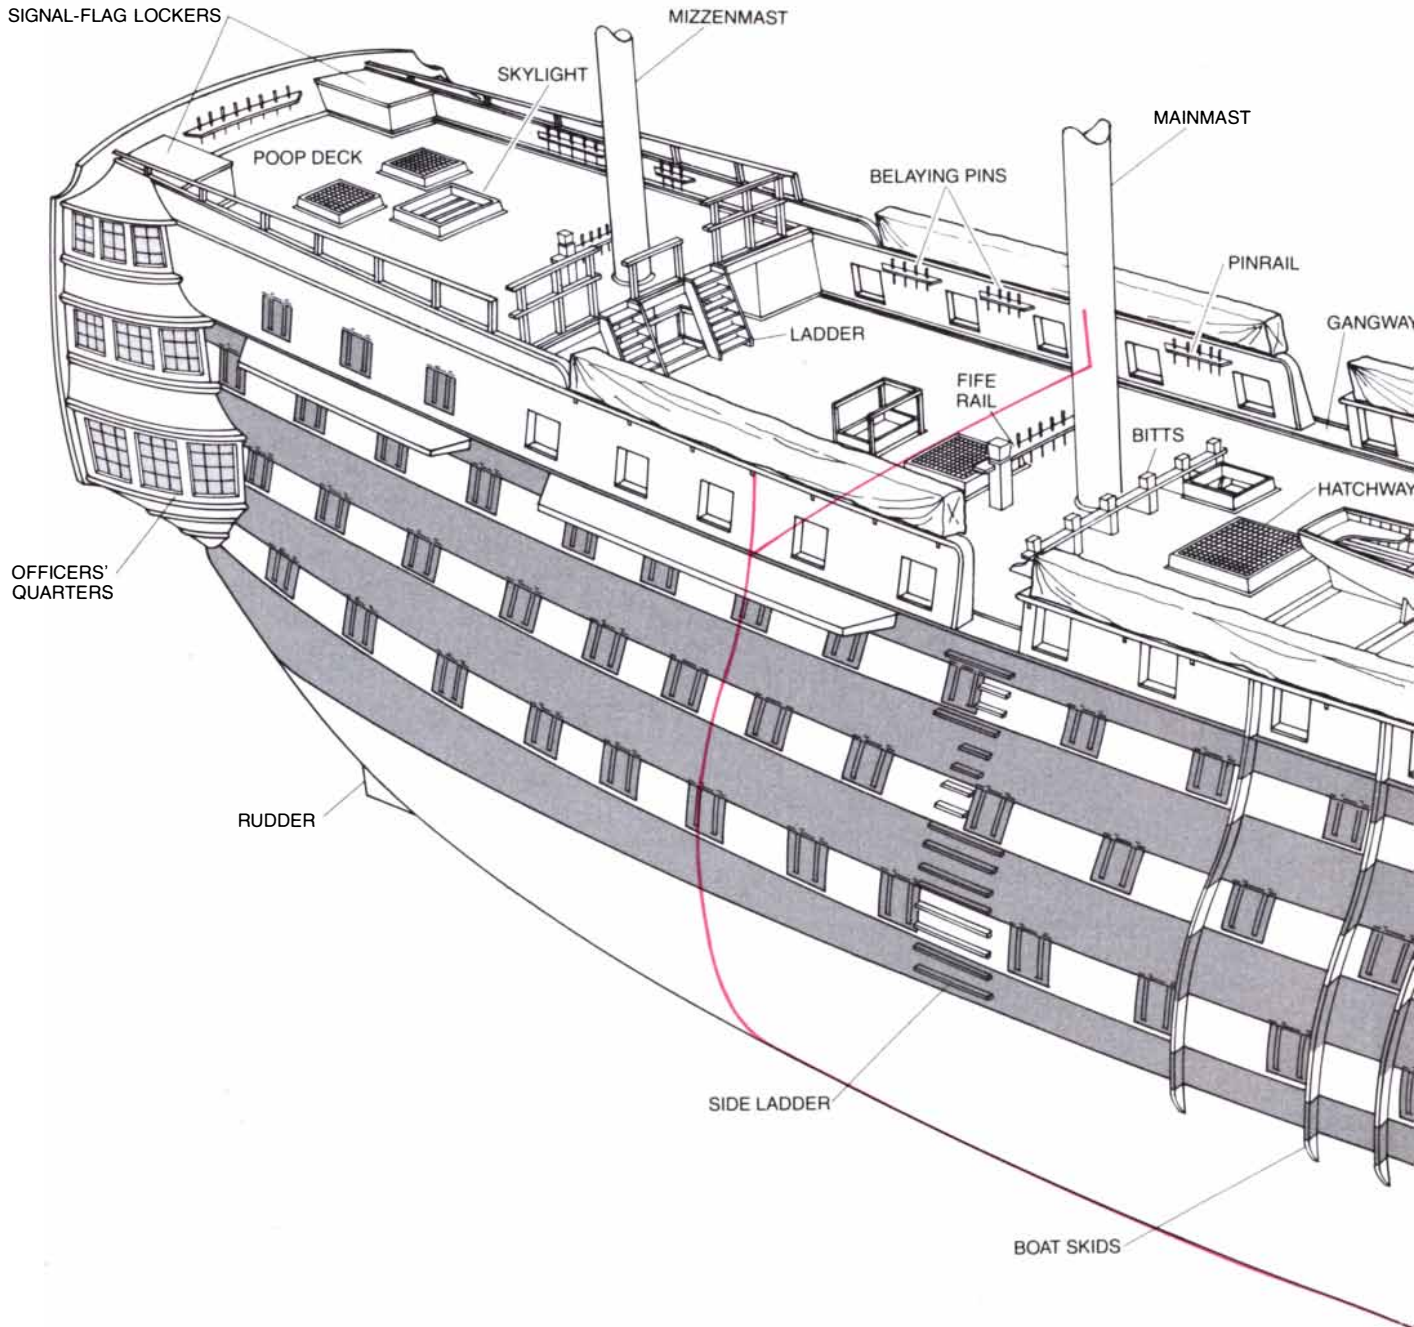 SIGNAL-FLAG LOCKERS
MIZZENMAST
SKYLIGHT
MAINMAST
POOP DECK
BELAYING PINS
PINRAIL
GANGWAY
LADDER
FIFE
RAIL
BITTS
HATCHWAY
OFFICERS'
QUARTERS
RUDDER
SIDE LADDER
BOAT SKIDS